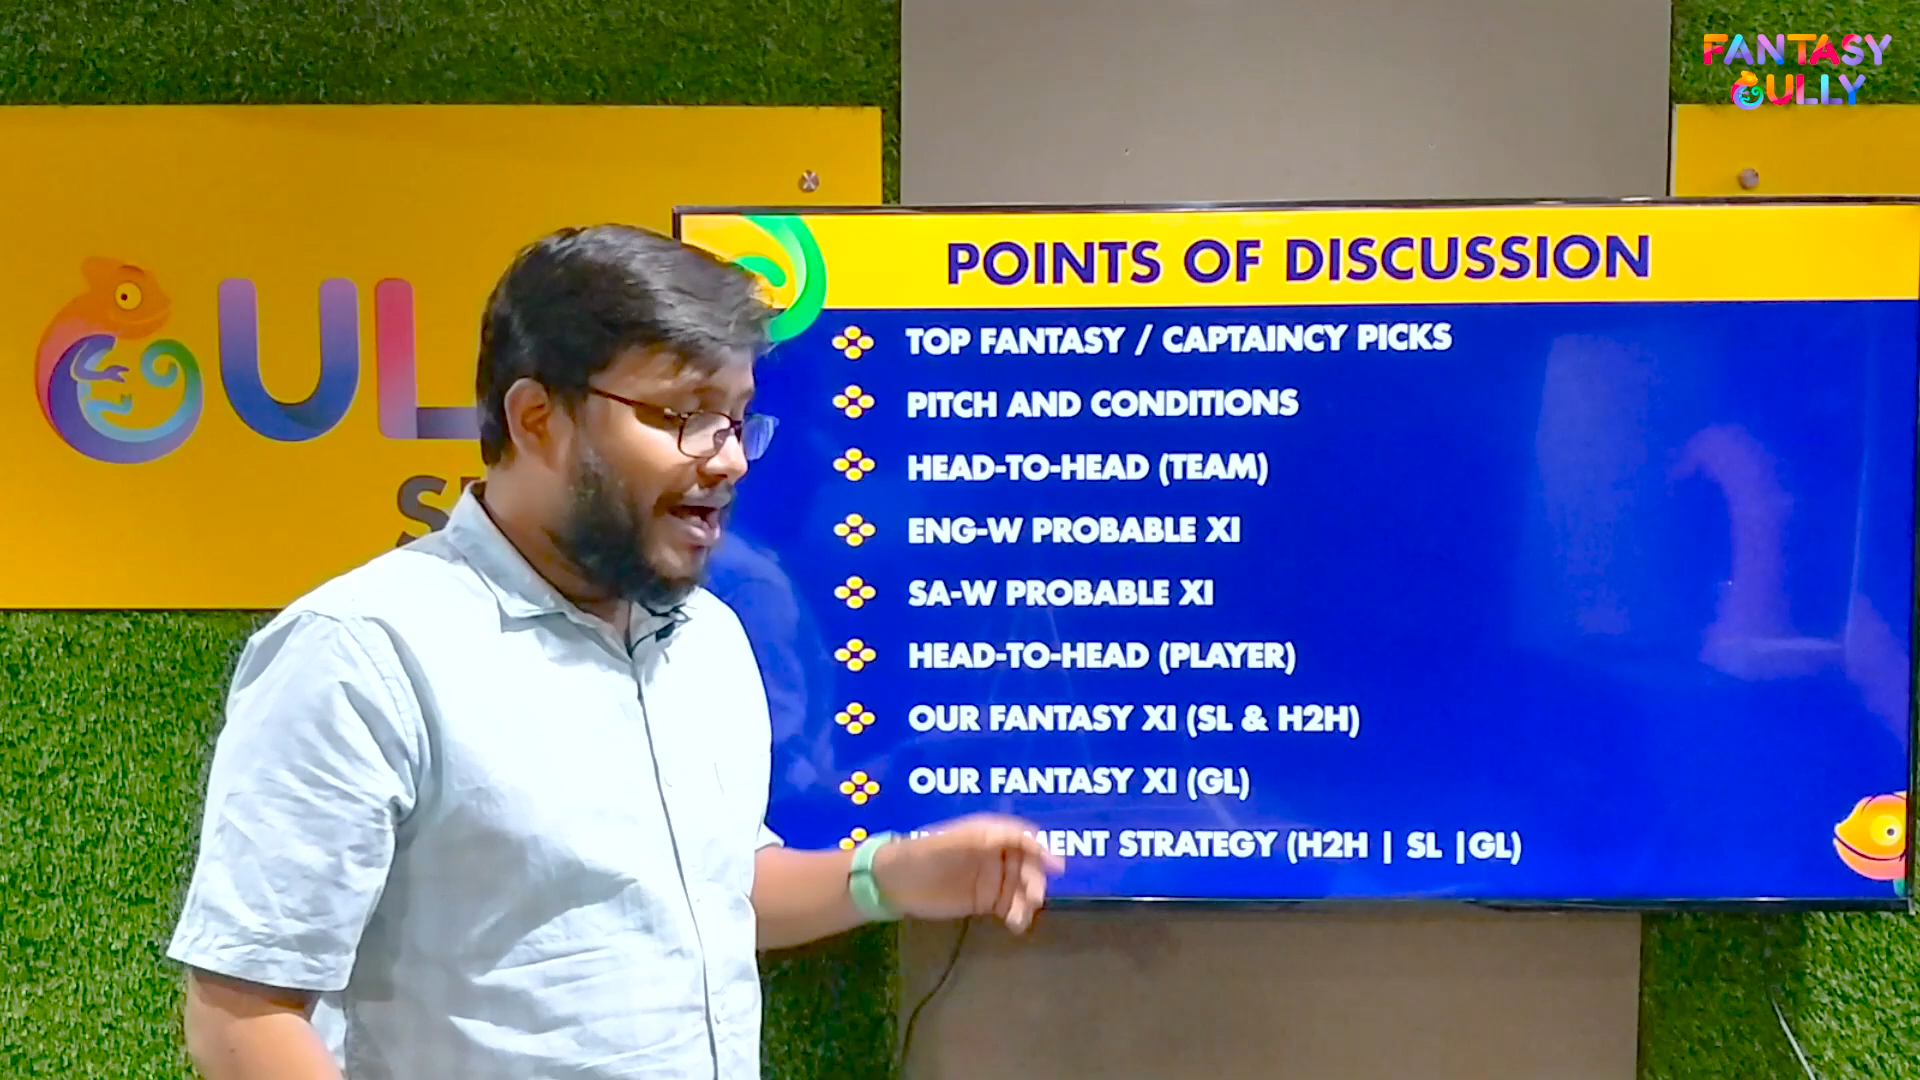 FANTASY
GULLY
GUL
POINTS OF DISCUSSION
TOP FANTASY / CAPTAINCY PICKS
PITCH AND CONDITIONS
HEAD-TO-HEAD (TEAM)
ENG-W PROBABLE XI
SA-W PROBABLE XI
HEAD-TO-HEAD (PLAYER)
OUR FANTASY XI (SL & H2H)
OUR FANTASY XI (GL)
STRATEGY (H2H | SL |GL)